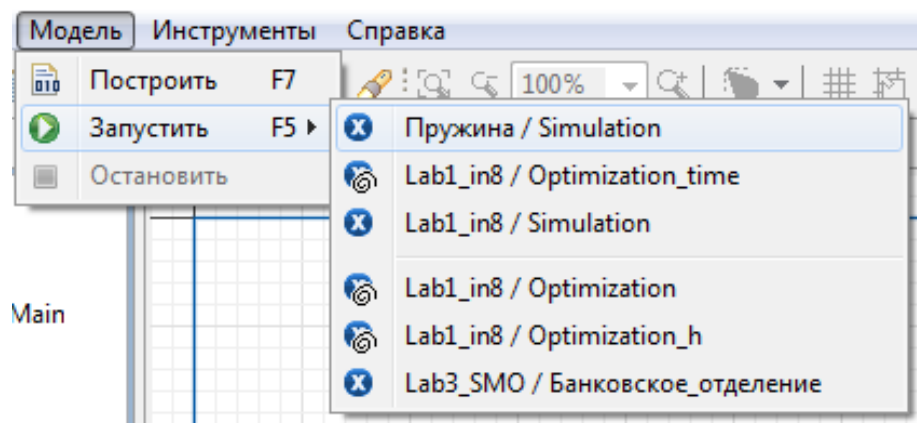 Модель Инструменты Справка
Построить F7
100%
Запустить F5
Пружина / Simulation
Остановить
Lab1_in8 / Optimization_time
Lab1_in8 / Simulation
Lab1_in8 / Optimization
Main
Lab1_in8 / Optimization_h
Lab3_SMO / Банковское_отделение